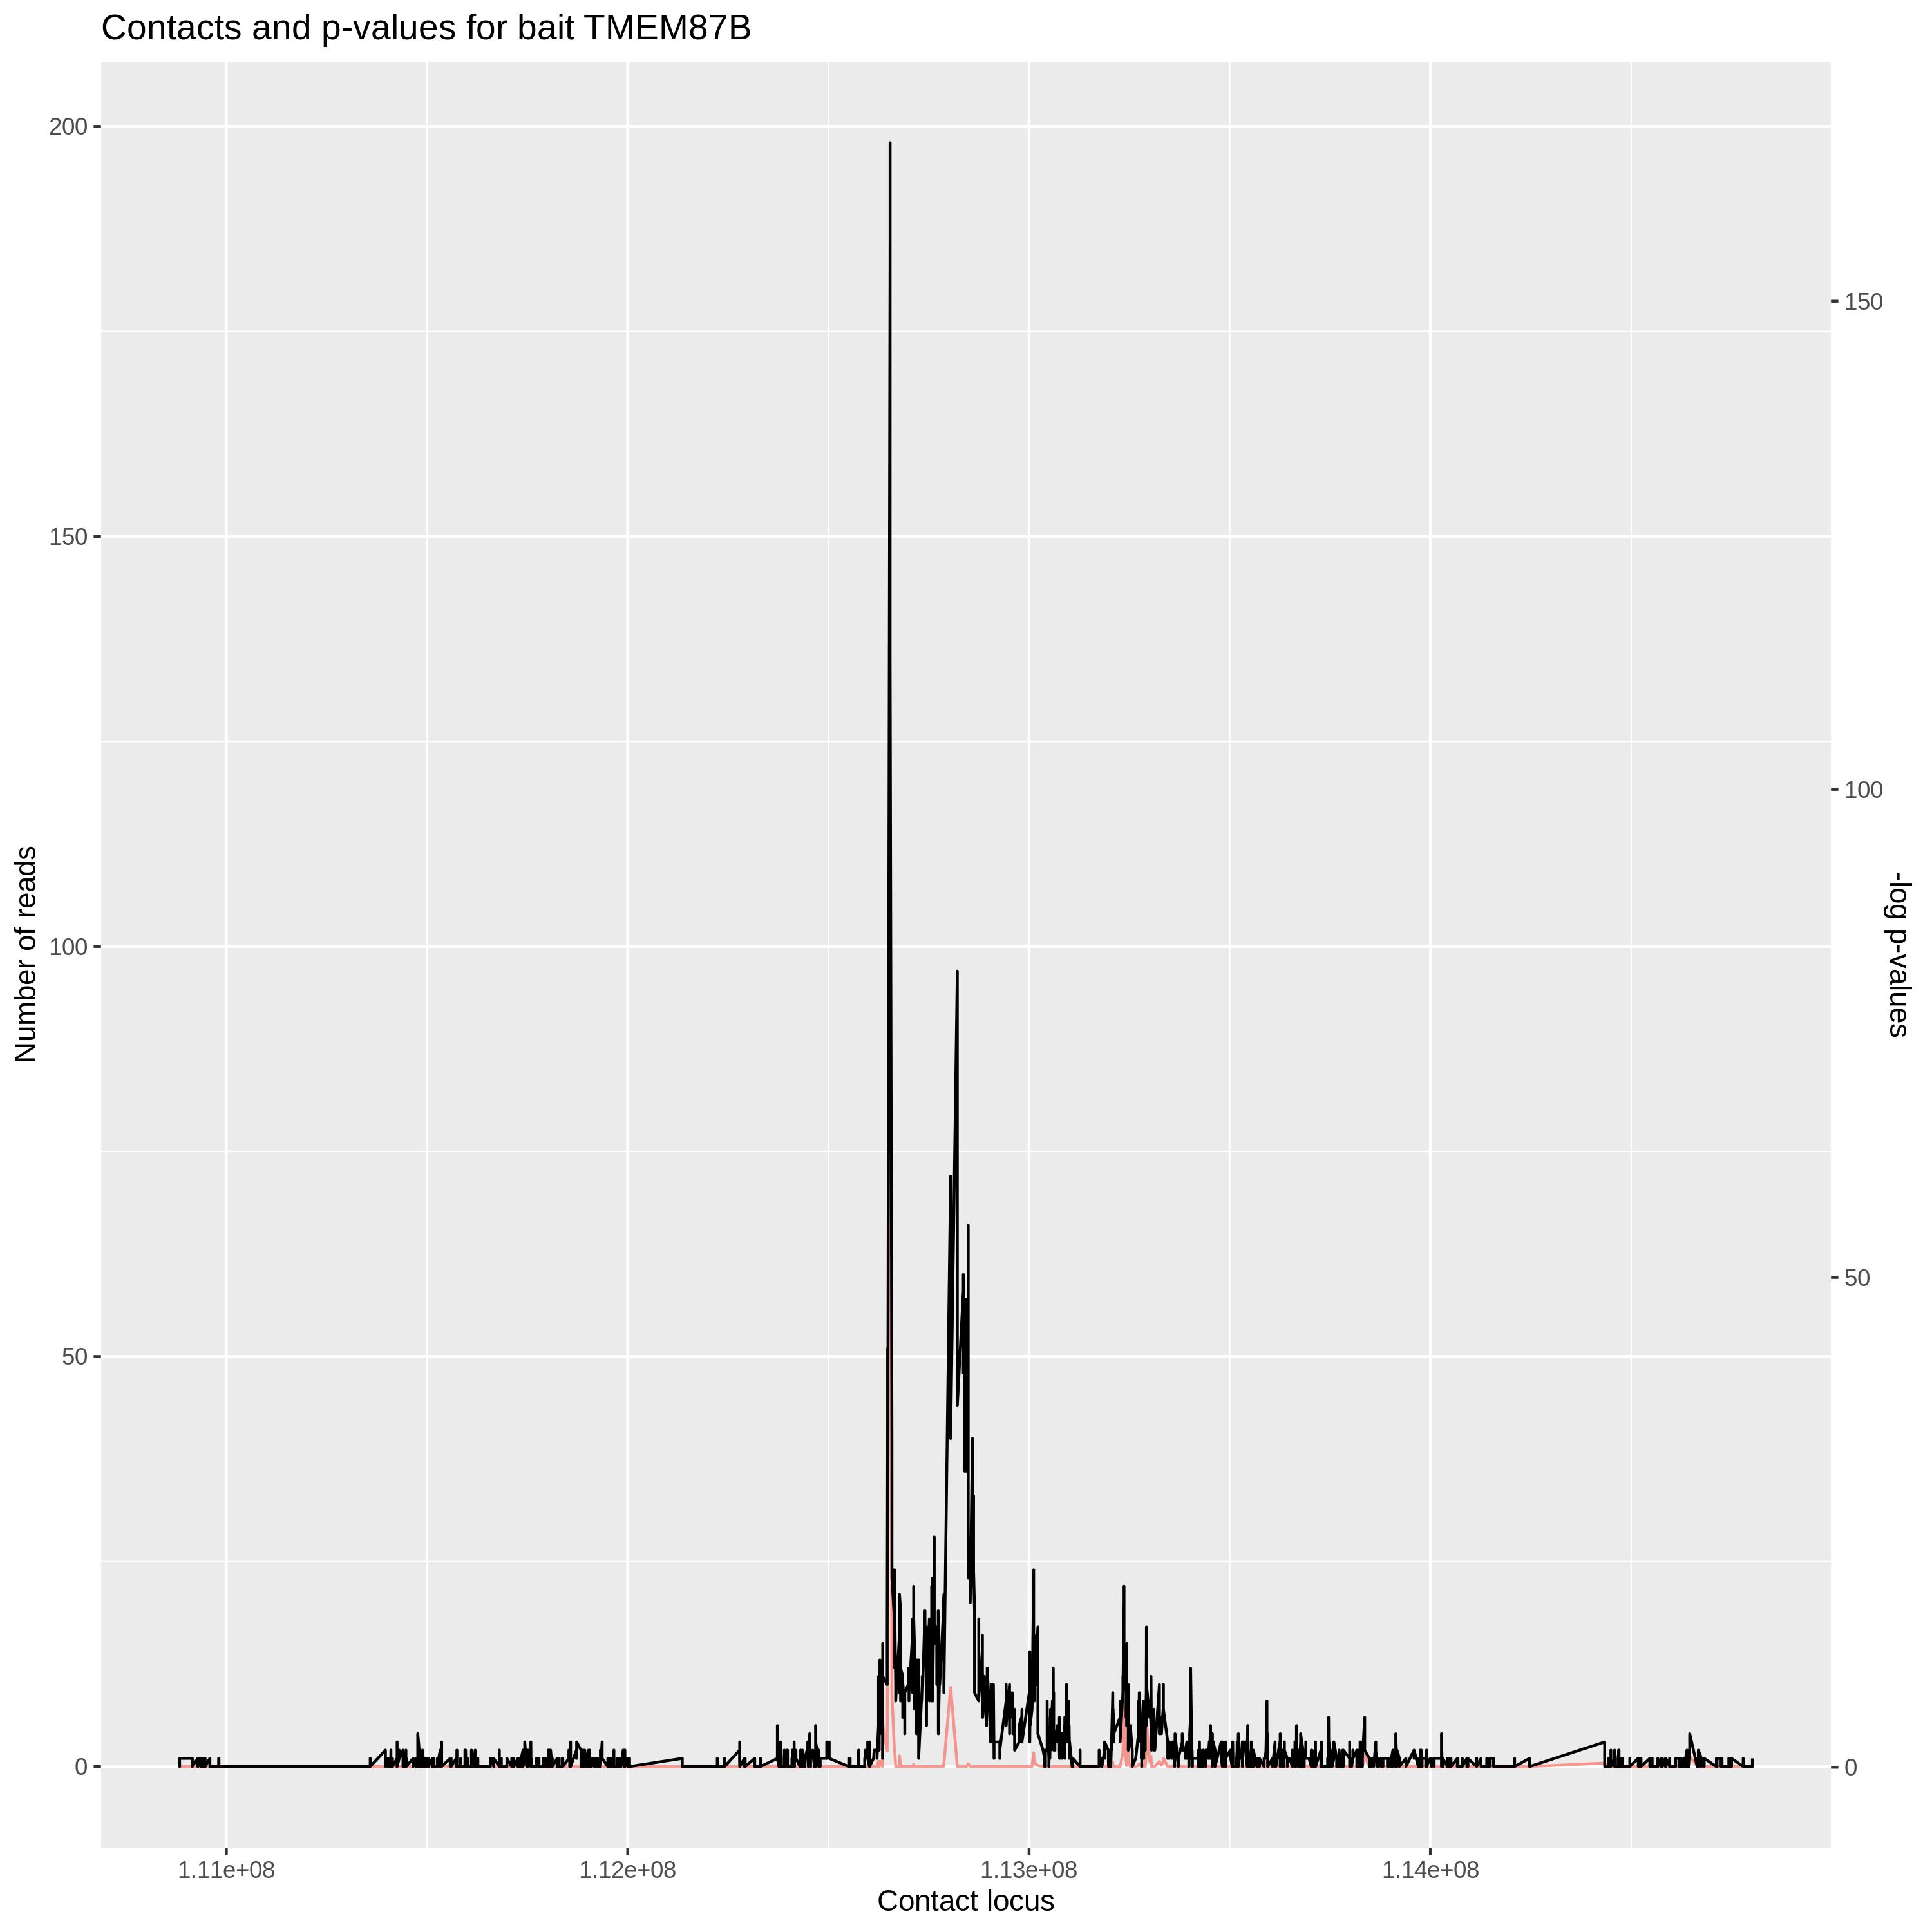 Contacts and p-values for bait TMEM87B
200
150
100
50
0
Number of reads
150
100
50
0
-log p-values
1.11e+08
1.12e+08
1.13e+08
1.14e+08
Contact locus